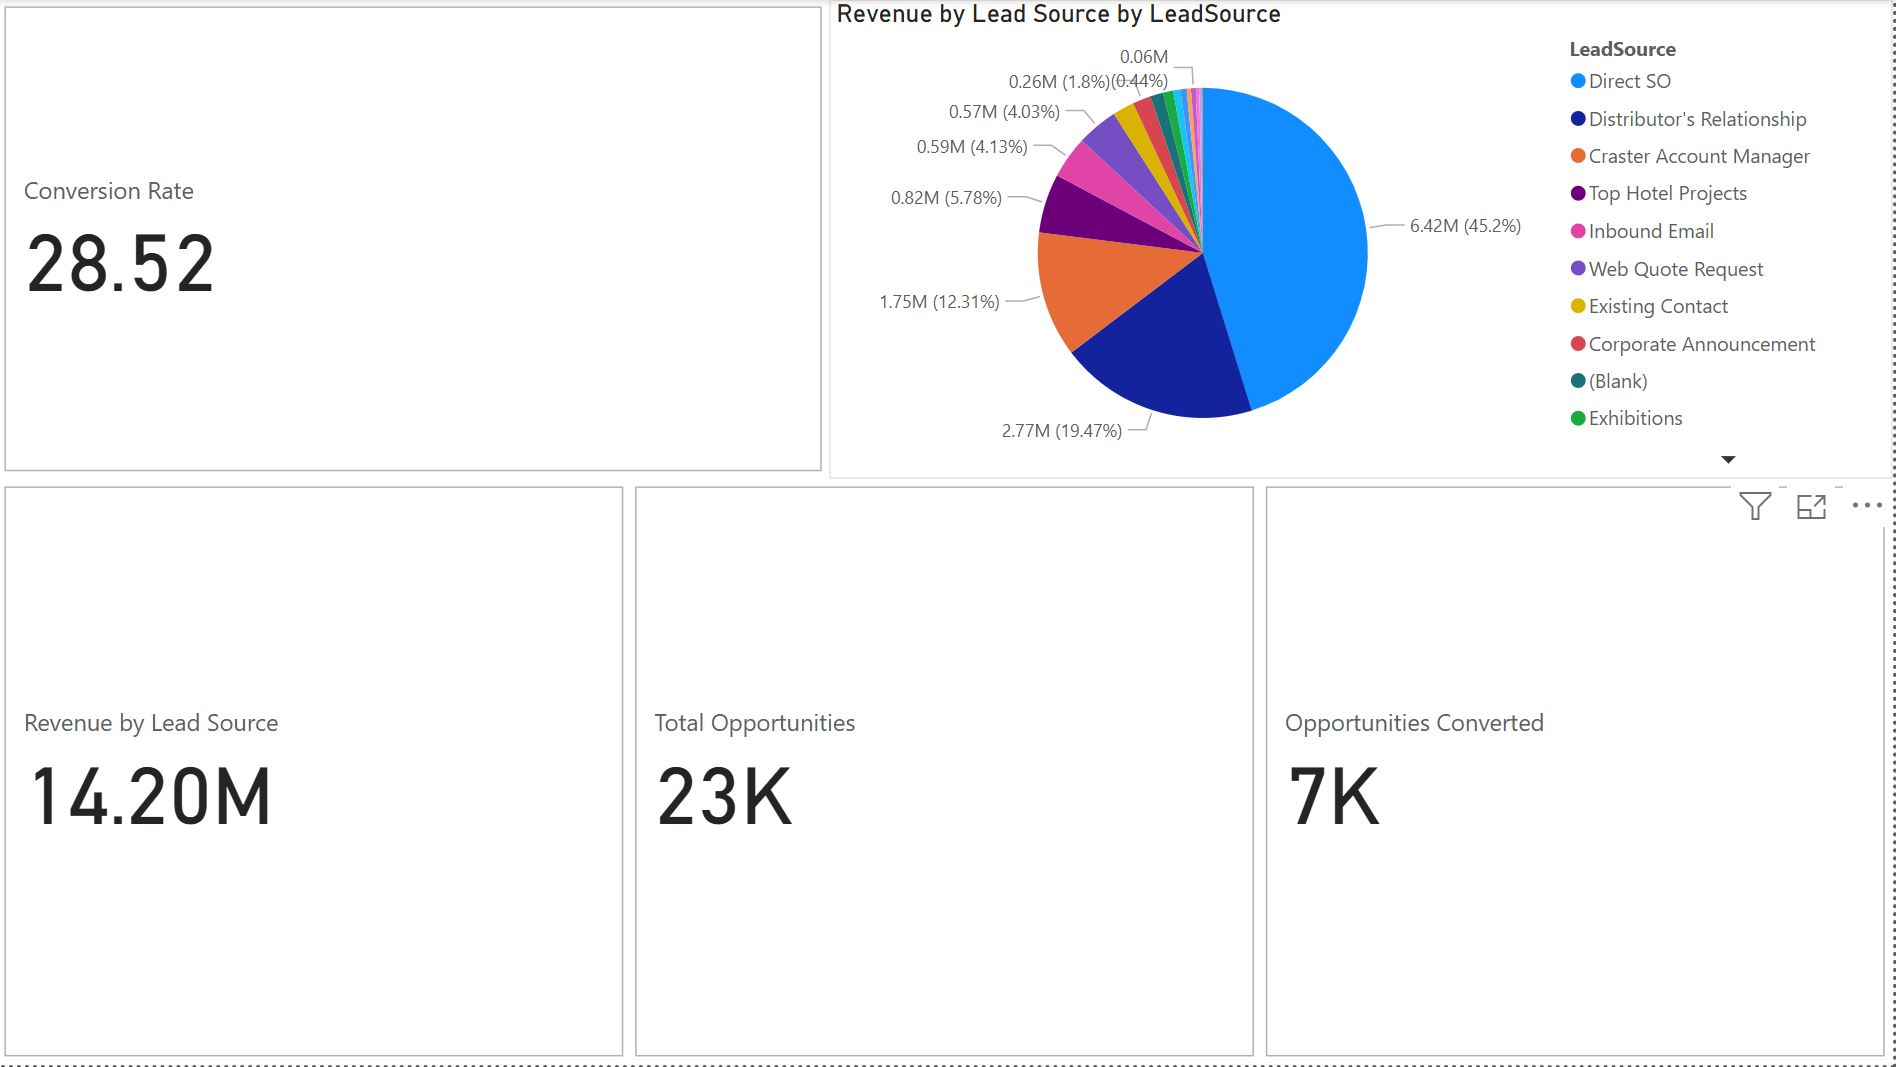 Conversion Rate
28.52
Revenue by Lead Source by LeadSource
0.06M
(0.44%)
0.26M (1.8%)
0.57M (4.03%)
0.59M (4.13%)
0.82M (5.78%)
1.75M (12.31%)
2.77M (19.47%)
6.42M (45.2%)
LeadSource
Direct SO
Distributor's Relationship
Craster Account Manager
Top Hotel Projects
Inbound Email
Web Quote Request
Existing Contact
Corporate Announcement
(Blank)
Exhibitions
Revenue by Lead Source
14.20M
Total Opportunities
23K
Opportunities Converted
7K